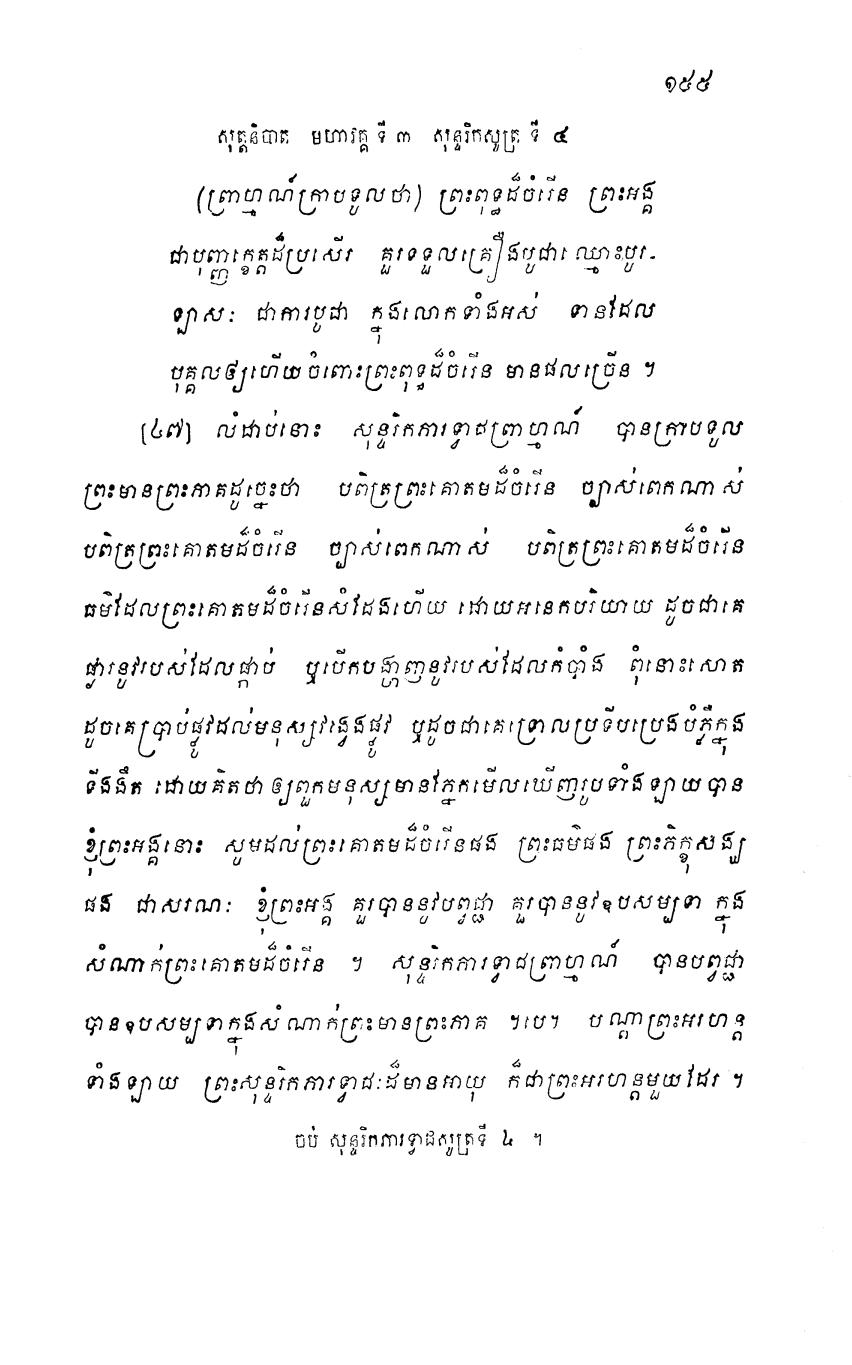 ១៥៥
សុត្តនិបាត មហាវគ្គ ទី ៣ សុន្ទរិកសូត្រ ទី ៤
(ព្រាហ្មណ៍ក្រាបទូលថា) ព្រះពុទ្ធដ៏ចំរើន ព្រះអង្គ
ជាបុញ្ញក្ខេត្តដ៏ប្រសើរ គួរទទួលគ្រឿងបូជាឈ្មោះបូរ-
ឡាសៈ ជាការបូជា ក្នុងលោកទាំងអស់ ទានដែល
បុគ្គលឲ្យហើយចំពោះព្រះពុទ្ធដ៏ចំរើន មានផលច្រើន ។
[៤៧] លំដាប់នោះ សុន្ទរិកភារទ្វាជព្រាហ្មណ៍ បានក្រាបទូល
ព្រះមានព្រះភាគដូច្នេះថា បពិត្រព្រះគោតមដ៏ចំរើន ច្បាស់ពេកណាស់
បពិត្រព្រះគោតមដ៏ចំរើន ច្បាស់ពេកណាស់ បពិត្រព្រះគោតមដ៏ចំរើន
ធម៌ដែលព្រះគោតមដ៏ចំរើនសំដែងហើយ ដោយអនេកបរិយាយ ដូចជាគេ
ផ្ងារនូវរបស់ដែលផ្កាប់ ឬបើកបង្ហាញនូវរបស់ដែលកំបាំង ពុំនោះសោត
ដូចគេប្រាប់ផ្លូវដល់មនុស្សវង្វេងផ្លូវ ឬដូចជាគេទ្រោលប្រទីបប្រេងបំភ្លឺក្នុង
ទីងងឹត ដោយគិតថា ឲ្យពួកមនុស្សមានភ្នែកមើលឃើញរូបទាំងឡាយបាន
ខ្ញុំព្រះអង្គនោះ សូមដល់ព្រះគោតមដ៏ចំរើនផង ព្រះធម៌ផង ព្រះភិក្ខុសង្ឃ
ផង ជាសរណៈ ខ្ញុំព្រះអង្គ គួរបាននូវបព្វជ្ជា គួរបាននូវឧបសម្បទា ក្នុង
សំណាក់ព្រះគោតមដ៏ចំរើន ។ សុន្ទរិកភារទ្វាជព្រាហ្មណ៍ បានបព្វជ្ជា
បានឧបសម្បទាក្នុងសំណាក់ព្រះមានព្រះភាគ ។បេ។ បណ្តាព្រះអរហន្ត
ទាំងឡាយ ព្រះសុន្ទរិកភារទ្វាជៈដ៏មានអាយុ ក៏ជាព្រះអរហន្តមួយដែរ ។
ចប់ សុន្ទរិកភារទ្វាជសូត្រទី ៤ ។